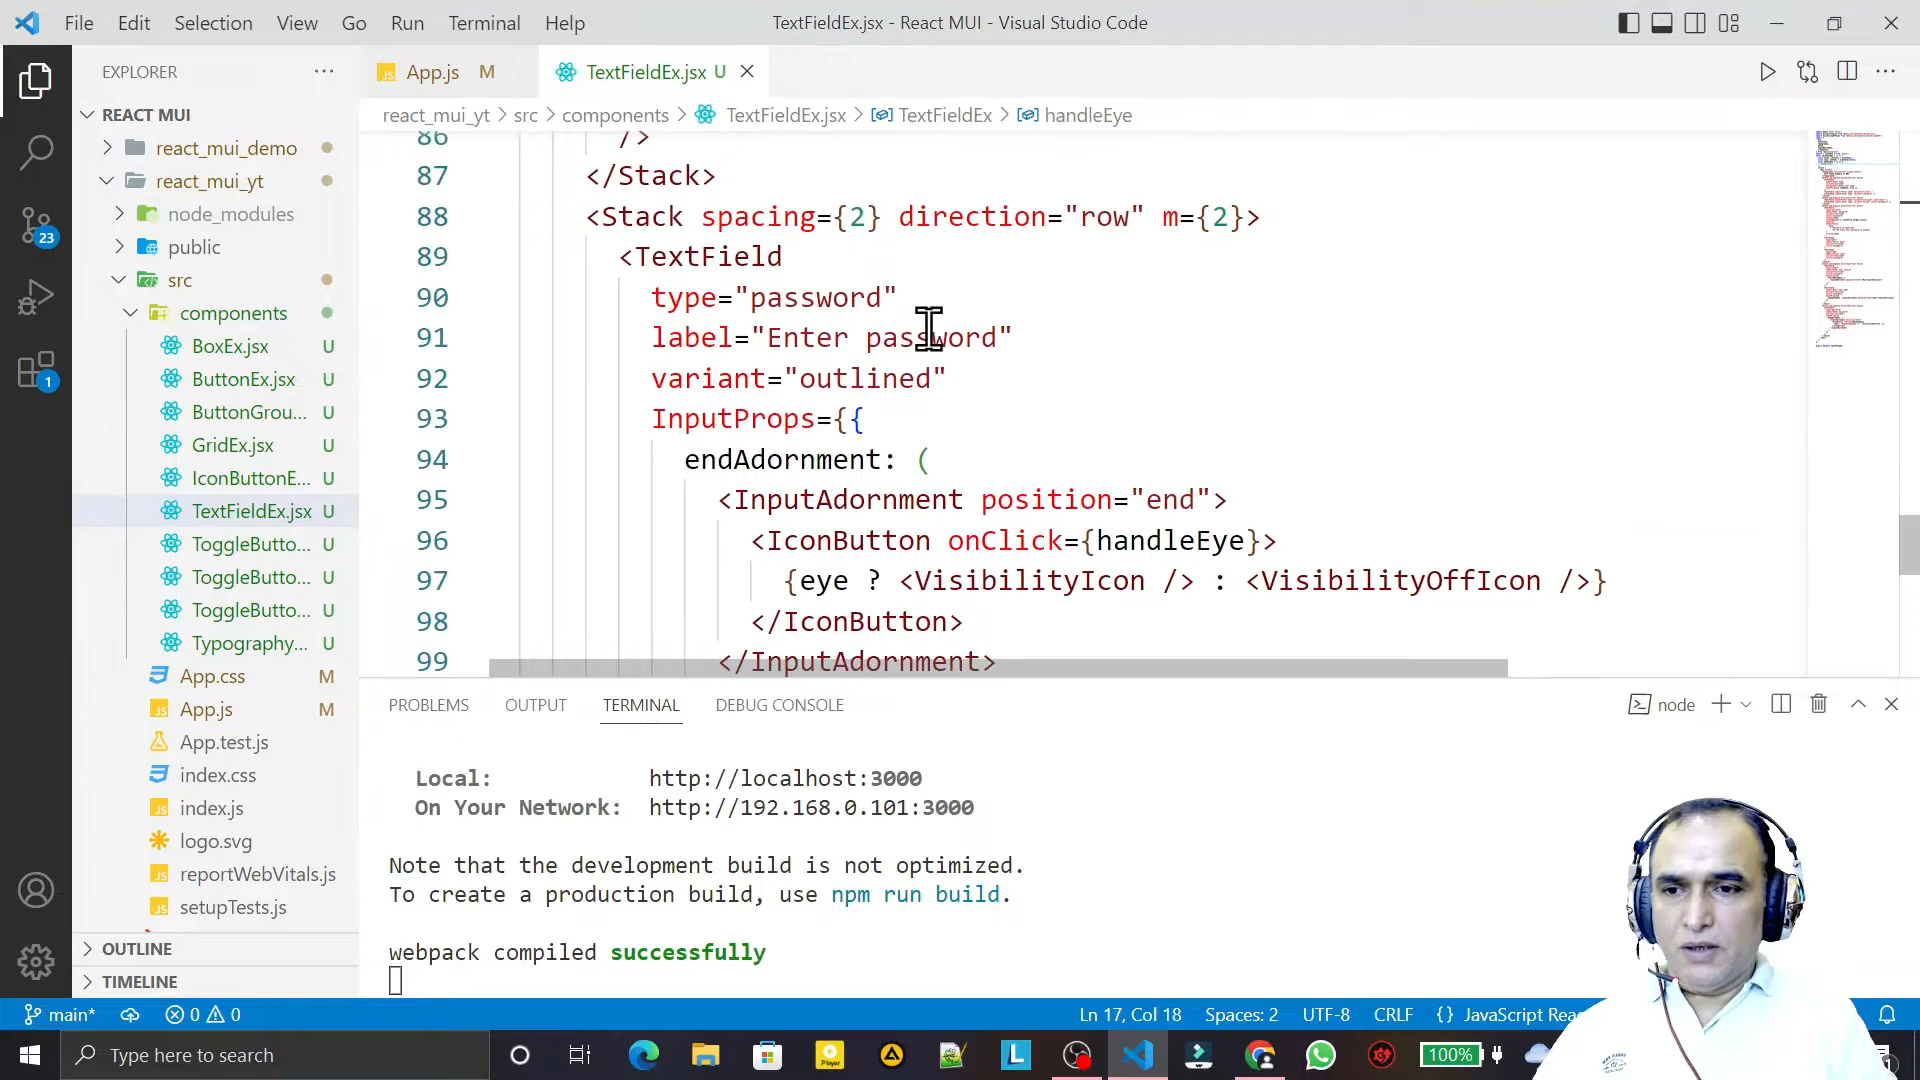 File Edit Selection View Go Run Terminal Help
TextFieldEx.jsx - React MUI - Visual Studio Code
EXPLORER
App.js M
TextFieldEx.jsx U
react_mui_yt > src > components > TextFieldEx.jsx > TextFieldEx > handleEye
REACT MUI
react_mui_demo
react_mui_yt
node_modules
public
src
components
BoxEx.jsx U
ButtonEx.jsx U
ButtonGrou... U
GridEx.jsx U
IconButtonE... U
TextFieldEx.jsx U
ToggleButto... U
ToggleButto... U
ToggleButto... U
Typography... U
App.css M
App.js M
App.test.js
index.css
index.js
logo.svg
reportWebVitals.js
setupTests.js
OUTLINE
TIMELINE
23
1
86 />
87 </Stack>
88 <Stack spacing={2} direction="row" m={2}>
89 <TextField
90 type="password"
91 label="Enter password"
92 variant="outlined"
93 InputProps={{
94 endAdornment: (
95 <InputAdornment position="end">
96 <IconButton onClick={handleEye}>
97 {eye ? <VisibilityIcon /> : <VisibilityOffIcon />}
98 </IconButton>
99 </InputAdornment>
PROBLEMS OUTPUT TERMINAL DEBUG CONSOLE
node
Local: http://localhost:3000
On Your Network: http://192.168.0.101:3000
Note that the development build is not optimized.
To create a production build, use npm run build.
webpack compiled successfully
main* 0 0
Ln 17, Col 18 Spaces: 2 UTF-8 CRLF {} JavaScript Reac
Type here to search
Player
L
100%